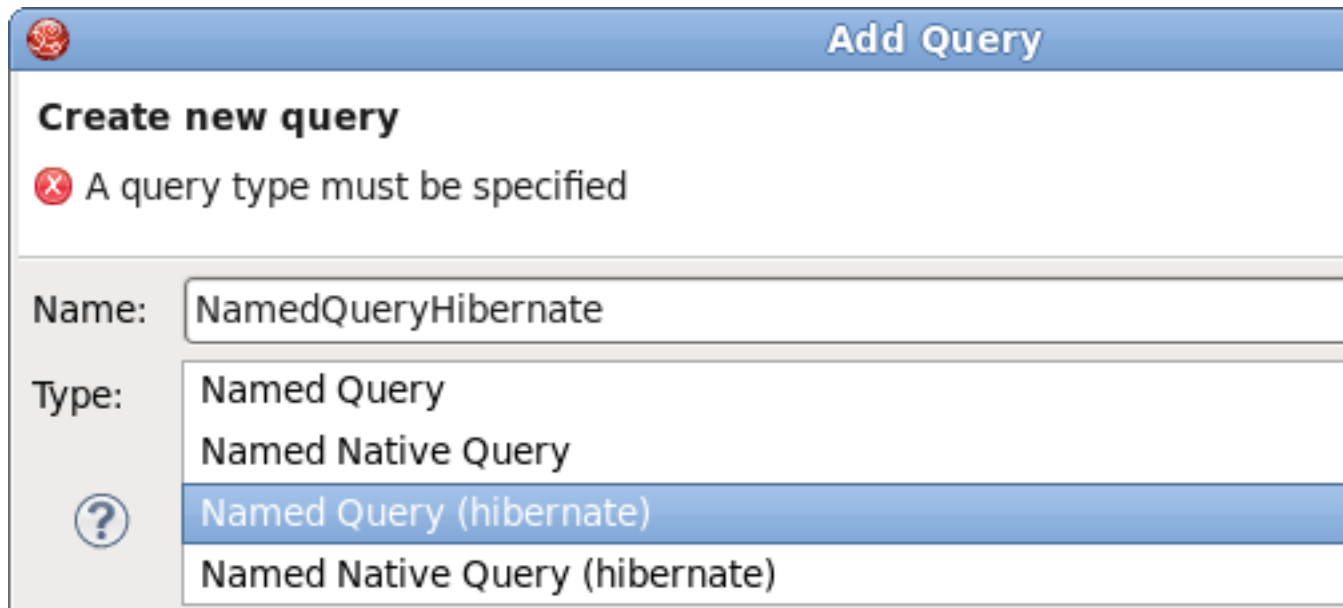 Add Query
Create new query
A query type must be specified
Name: NamedQueryHibernate
Type: Named Query
Named Native Query
Named Query (hibernate)
Named Native Query (hibernate)